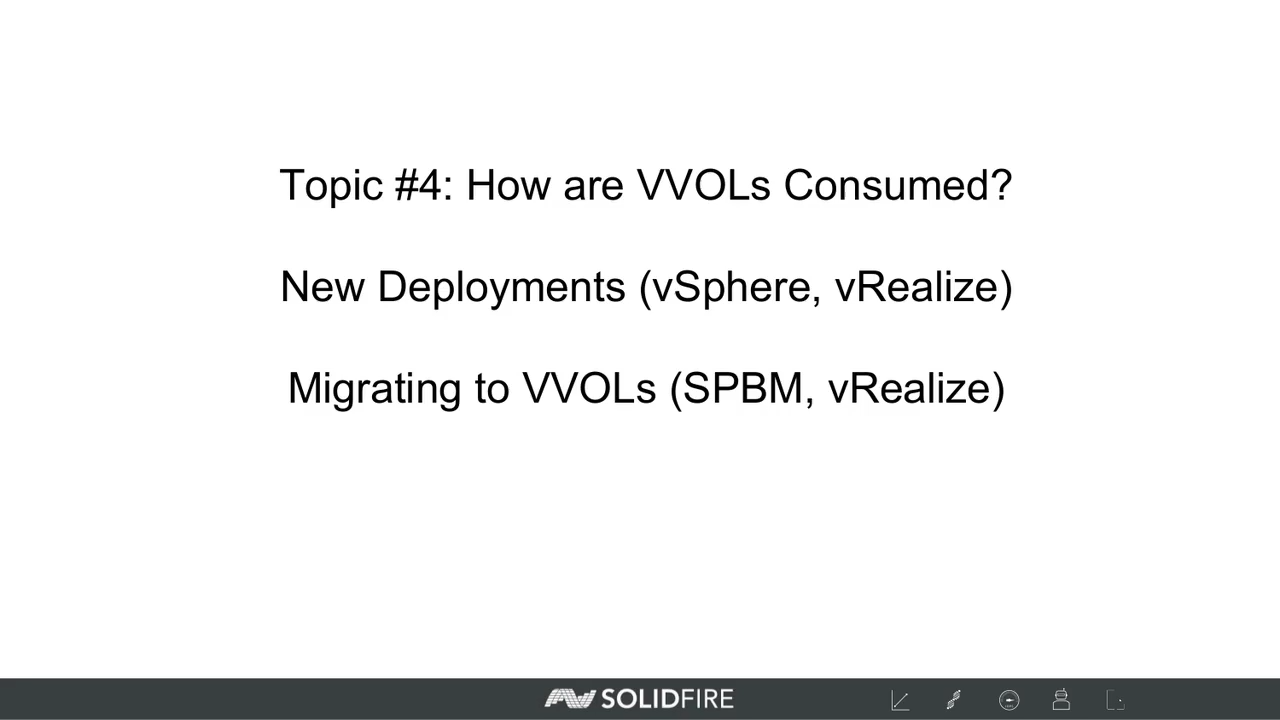 Topic #4: How are VVOLs Consumed?
New Deployments (vSphere, vRealize)
Migrating to VVOLs (SPBM, vRealize)
SOLIDFIRE